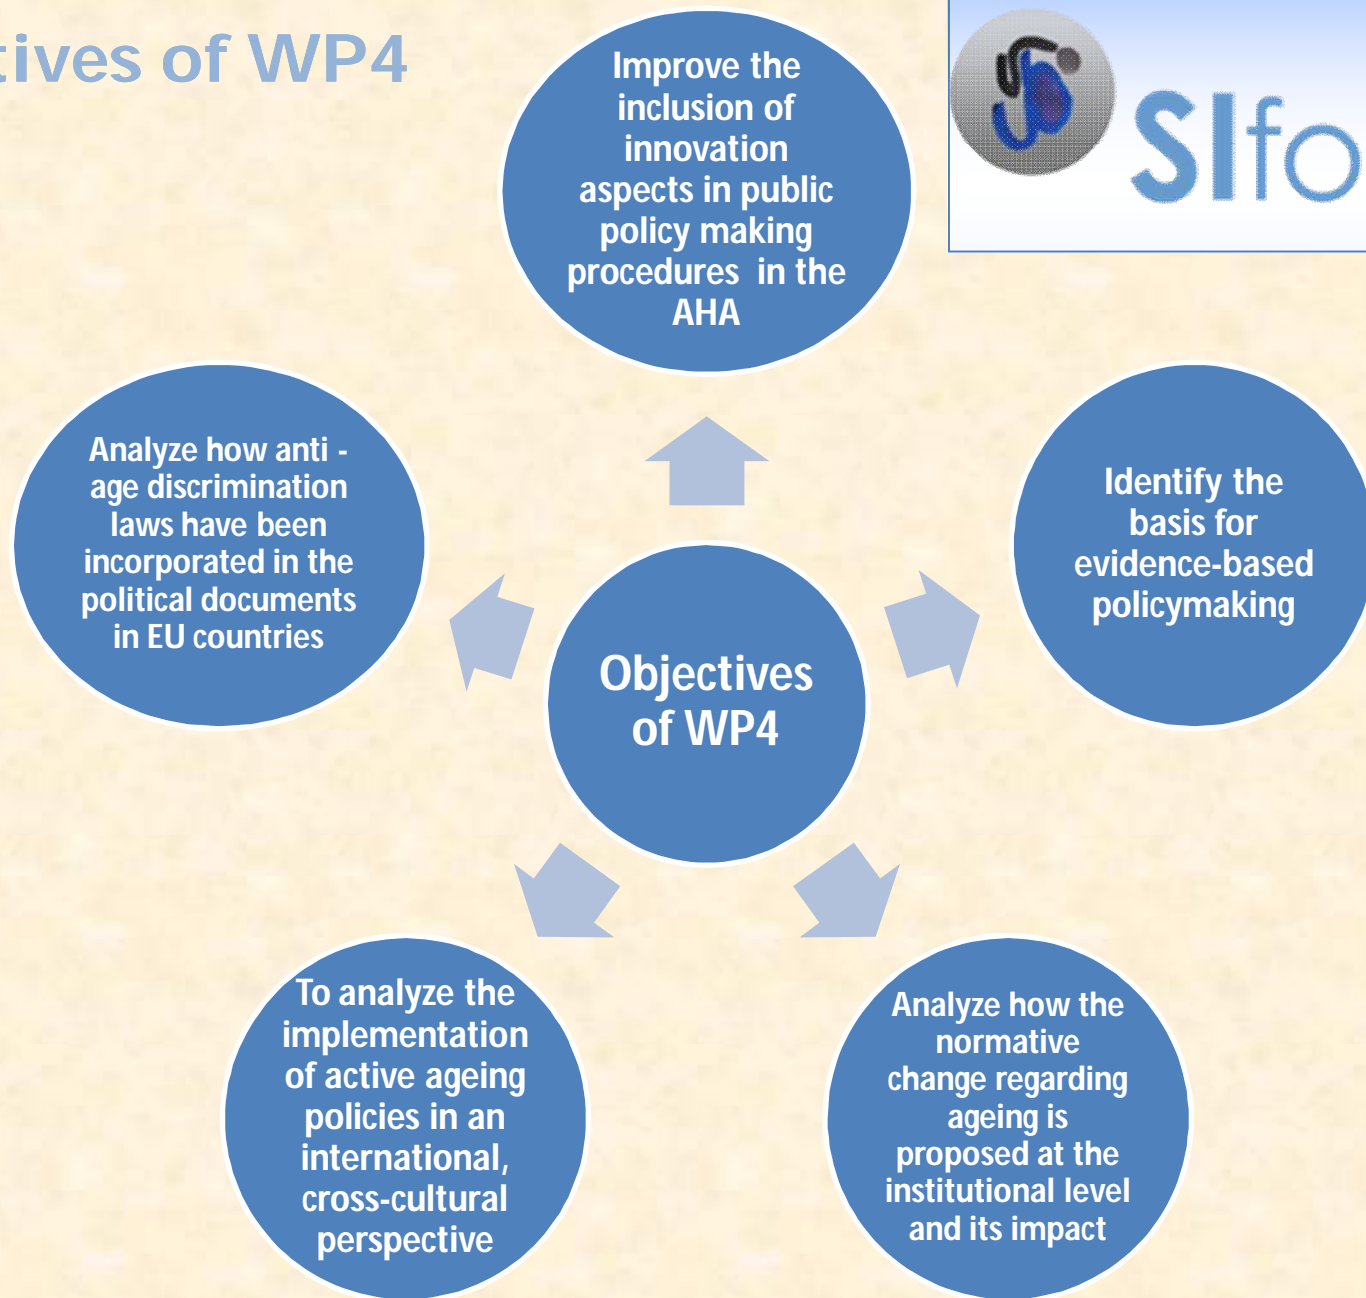 tives of WP4
SIfo
Improve the
inclusion of
innovation
aspects in public
policy making
procedures in the
AHA
Analyze how anti -
age discrimination
laws have been
incorporated in the
political documents
in EU countries
Identify the
basis for
evidence-based
policymaking
Objectives
of WP4
To analyze the
implementation
of active ageing
policies in an
international,
cross-cultural
perspective
Analyze how the
normative
change regarding
ageing is
proposed at the
institutional level
and its impact